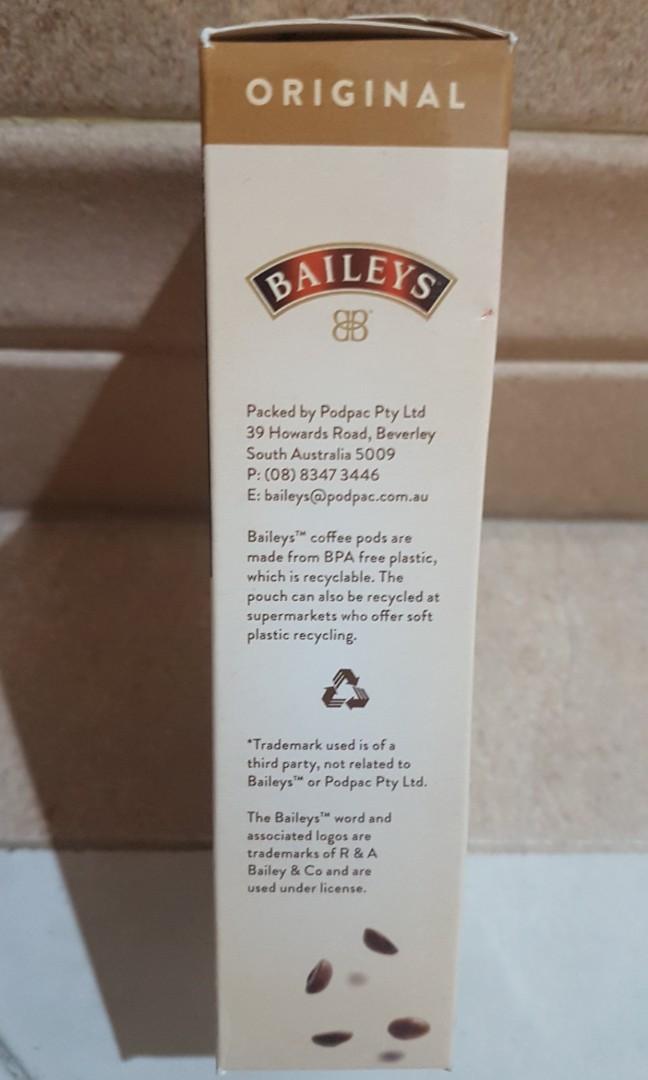 ORIGINAL
BAILEYS
Packed by Podpac Pty Ltd
39 Howards Road, Beverley
South Australia 5009
P: (08) 8347 3446
E: baileys@podpac.com.au
Baileys™ coffee pods are
made from BPA free plastic,
which is recyclable. The
pouch can also be recycled at
supermarkets who offer soft
plastic recycling.
*Trademark used is of a
third party, not related to
Baileys™ or Podpac Pty Ltd.
The Baileys™ word and
associated logos are
trademarks of R & A
Bailey & Co and are
used under license.